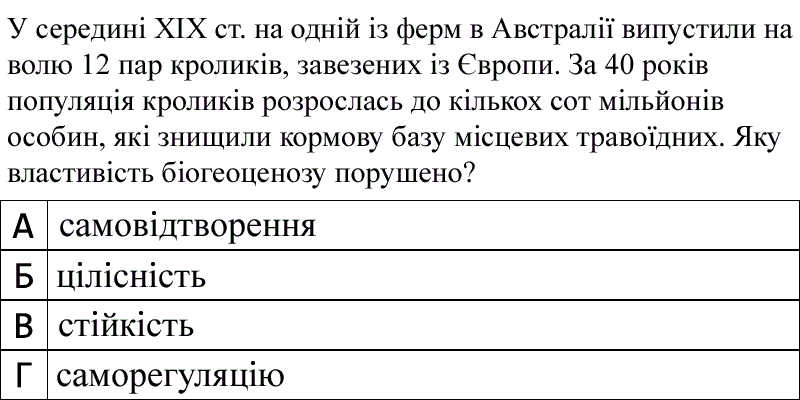 У середині XIX ст. на одній із ферм в Австралії випустили на
волю 12 пар кроликів, завезених із Європи. За 40 років
популяція кроликів розрослась до кількох сот мільйонів
особин, які знищили кормову базу місцевих травоїдних. Яку
властивість біогеоценозу порушено?
А самовідтворення
Б цілісність
В стійкість
Г саморегуляцію